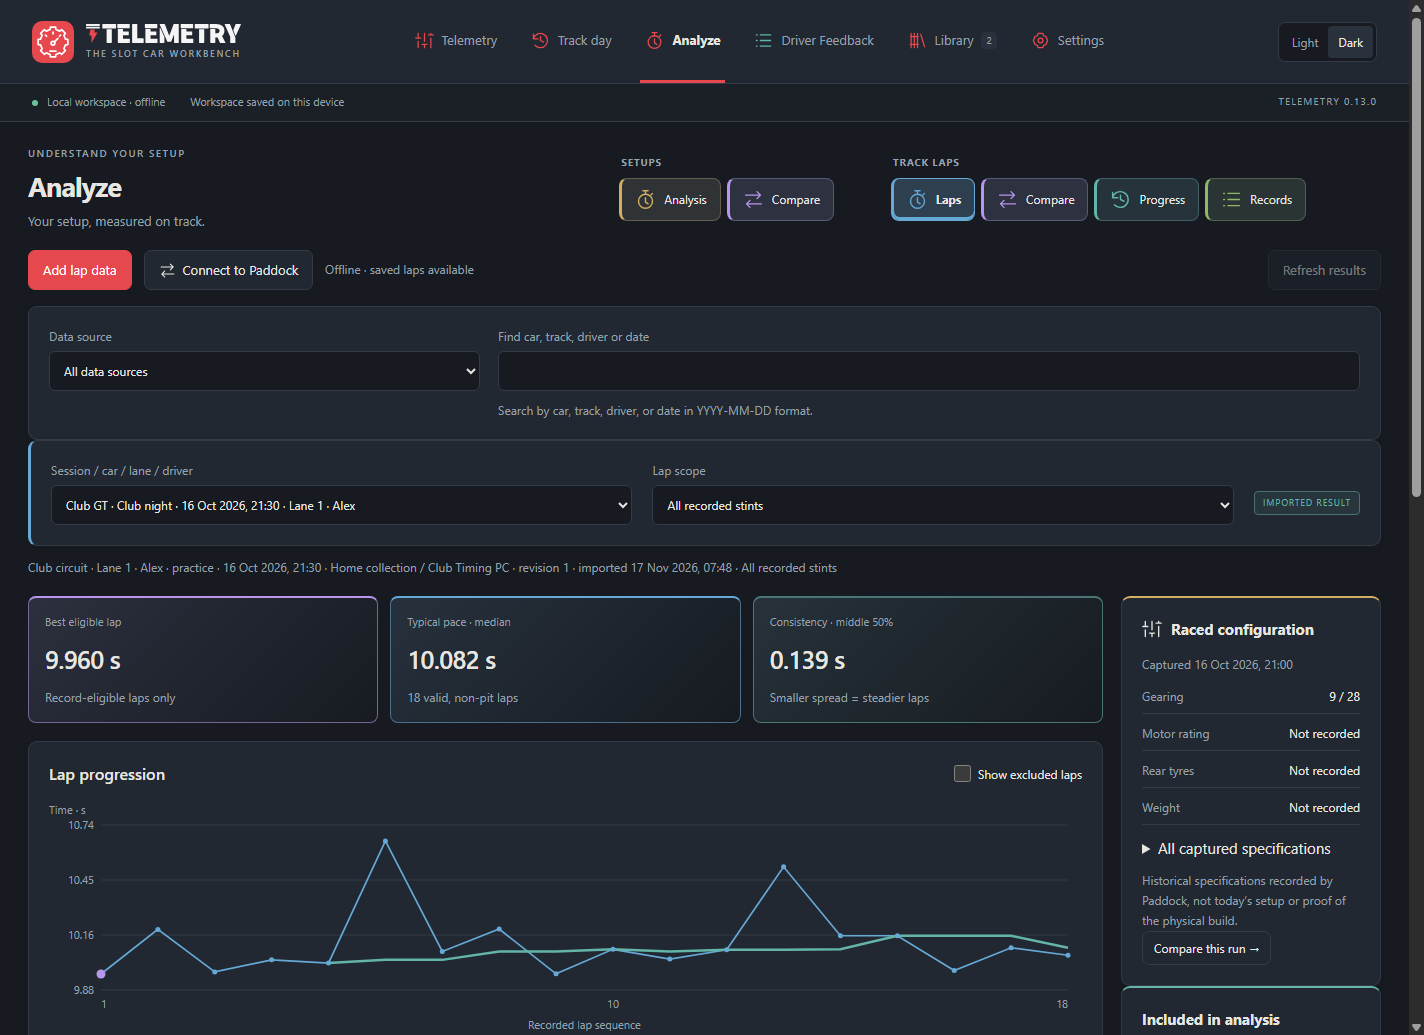 TELEMETRY
THE SLOT CAR WORKBENCH
Telemetry
Track day
Analyze
Driver Feedback
Library 2
Settings
Light Dark
Local workspace · offline
Workspace saved on this device
TELEMETRY 0.13.0
UNDERSTAND YOUR SETUP
Analyze
Your setup, measured on track.
SETUPS
Analysis
Compare
TRACK LAPS
Laps
Compare
Progress
Records
Add lap data
Connect to Paddock
Offline · saved laps available
Refresh results
Data source
All data sources
Find car, track, driver or date
Search by car, track, driver, or date in YYYY-MM-DD format.
Session / car / lane / driver
Club GT · Club night · 16 Oct 2026, 21:30 · Lane 1 · Alex
Lap scope
All recorded stints
IMPORTED RESULT
Club circuit · Lane 1 · Alex · practice · 16 Oct 2026, 21:30 · Home collection / Club Timing PC · revision 1 · imported 17 Nov 2026, 07:48 · All recorded stints
Best eligible lap
9.960 s
Record-eligible laps only
Typical pace · median
10.082 s
18 valid, non-pit laps
Consistency · middle 50%
0.139 s
Smaller spread = steadier laps
Lap progression
Show excluded laps
Time · s
10.74
10.45
10.16
9.88
1
10
18
Recorded lap sequence
Raced configuration
Captured 16 Oct 2026, 21:00
Gearing 9 / 28
Motor rating Not recorded
Rear tyres Not recorded
Weight Not recorded
All captured specifications
Historical specifications recorded by
Paddock, not today's setup or proof of
the physical build.
Compare this run →
Included in analysis